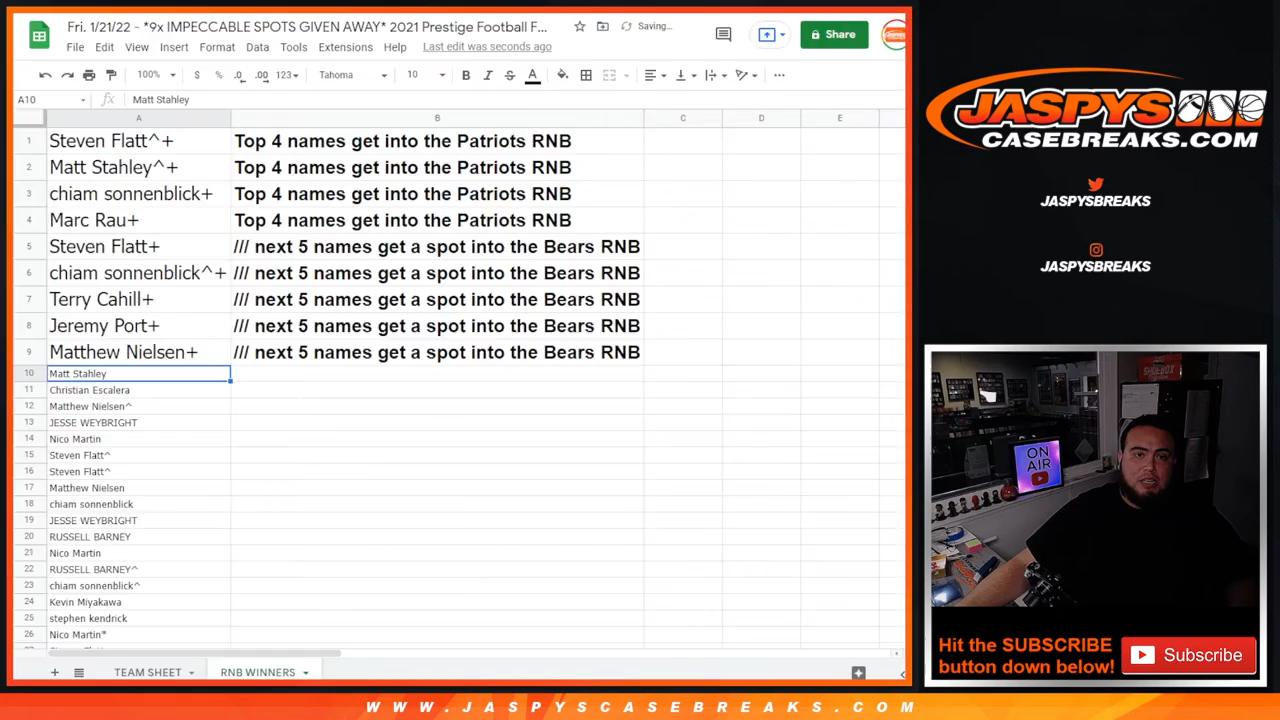 Fri. 1/21/22 - *9x IMPECCABLE SPOTS GIVEN AWAY* 2021 Prestige Football F...
Saving...
Share
File Edit View Insert Format Data Tools Extensions Help Last edit was seconds ago
100% $ % .0 .00 123 Tahoma 10 B I S A
A10 fx Matt Stahley
A B C D E
1 Steven Flatt^+ Top 4 names get into the Patriots RNB
2 Matt Stahley^+ Top 4 names get into the Patriots RNB
3 chiam sonnenblick+ Top 4 names get into the Patriots RNB
4 Marc Rau+ Top 4 names get into the Patriots RNB
5 Steven Flatt+ /// next 5 names get a spot into the Bears RNB
6 chiam sonnenblick^+ /// next 5 names get a spot into the Bears RNB
7 Terry Cahill+ /// next 5 names get a spot into the Bears RNB
8 Jeremy Port+ /// next 5 names get a spot into the Bears RNB
9 Matthew Nielsen+ /// next 5 names get a spot into the Bears RNB
10 Matt Stahley
11 Christian Escalera
12 Matthew Nielsen^
13 JESSE WEYBRIGHT
14 Nico Martin
15 Steven Flatt^
16 Steven Flatt^
17 Matthew Nielsen
18 chiam sonnenblick
19 JESSE WEYBRIGHT
20 RUSSELL BARNEY
21 Nico Martin
22 RUSSELL BARNEY^
23 chiam sonnenblick^
24 Kevin Miyakawa
25 stephen kendrick
26 Nico Martin*
TEAM SHEET RNB WINNERS
JASPYS
CASEBREAKS.COM
JASPYSBREAKS
JASPYSBREAKS
SHOEBOX
ON
AIR
Hit the SUBSCRIBE
button down below!
Subscribe
WWW.JASPYSCASEBREAKS.COM